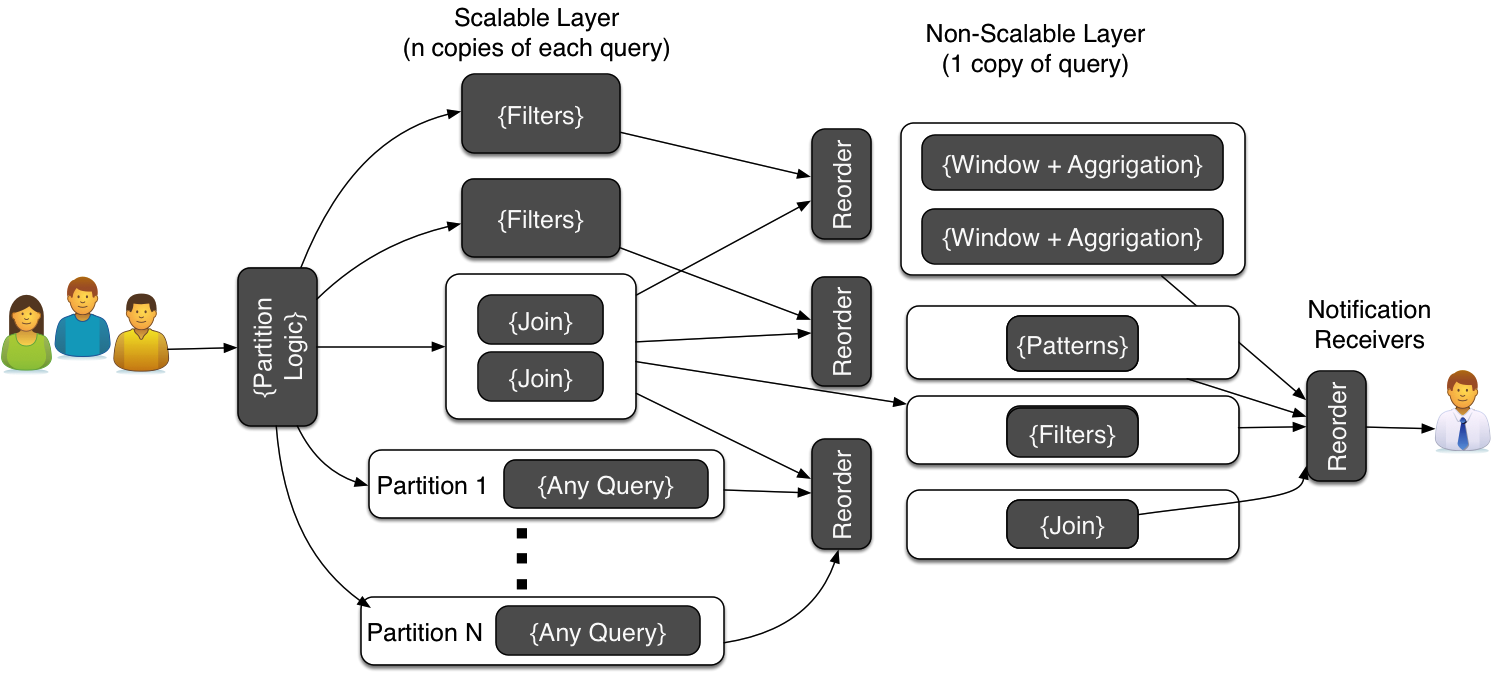 Scalable Layer
(n copies of each query)
Non-Scalable Layer
(1 copy of query)
{Filters}
{Filters}
{Join}
{Join}
{Partition
Logic}
Partition 1
{Any Query}
Partition N
{Any Query}
Reorder
Reorder
Reorder
{Window + Aggrigation}
{Window + Aggrigation}
{Patterns}
{Filters}
{Join}
Notification
Receivers
Reorder